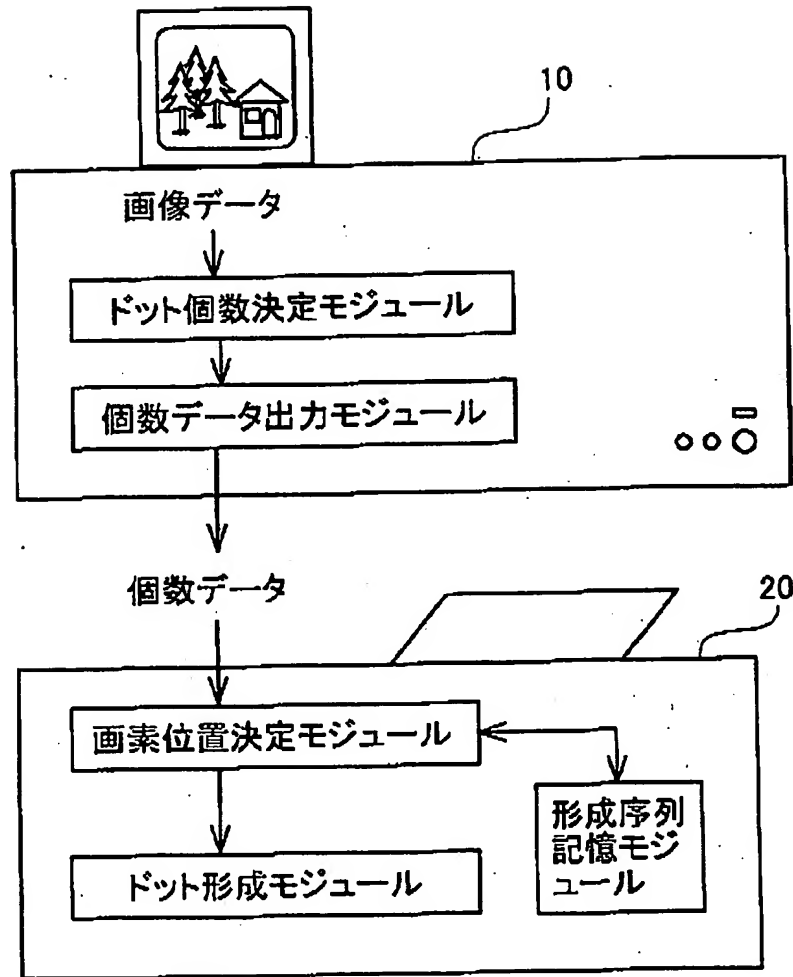 10
画像データ
ドット個数決定モジュール
個数データ出力モジュール
個数データ
20
画素位置決定モジュール
形成序列
記憶モジ
ュール
ドット形成モジュール